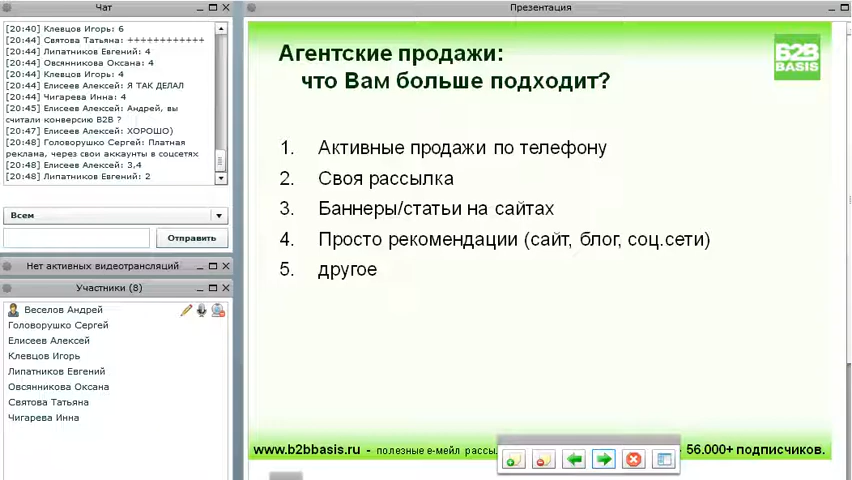 Чат
[20:40] Клевцов Игорь: 6
[20:44] Святова Татьяна: ++++++++++++
[20:44] Липатников Евгений: 4
[20:44] Овсянникова Оксана: 4
[20:44] Клевцов Игорь: 4
[20:44] Елисеев Алексей: Я ТАК ДЕЛАЛ
[20:44] Чигарева Инна: 4
[20:45] Елисеев Алексей: Андрей, вы
считали конверсию B2B ?
[20:47] Елисеев Алексей: ХОРОШО)
[20:48] Головорушко Сергей: Платная
реклама, через свои аккаунты в соцсетях
[20:48] Елисеев Алексей: 3,4
[20:48] Липатников Евгений: 2
Всем
Отправить
Нет активных видеотрансляций
Участники (8)
Веселов Андрей
Головорушко Сергей
Елисеев Алексей
Клевцов Игорь
Липатников Евгений
Овсянникова Оксана
Святова Татьяна
Чигарева Инна
Презентация
Агентские продажи:
что Вам больше подходит?
B2B
BASIS
1. Активные продажи по телефону
2. Своя рассылка
3. Баннеры/статьи на сайтах
4. Просто рекомендации (сайт, блог, соц.сети)
5. другое
www.b2bbasis.ru - полезные е-мейл - 56.000+ подписчиков.